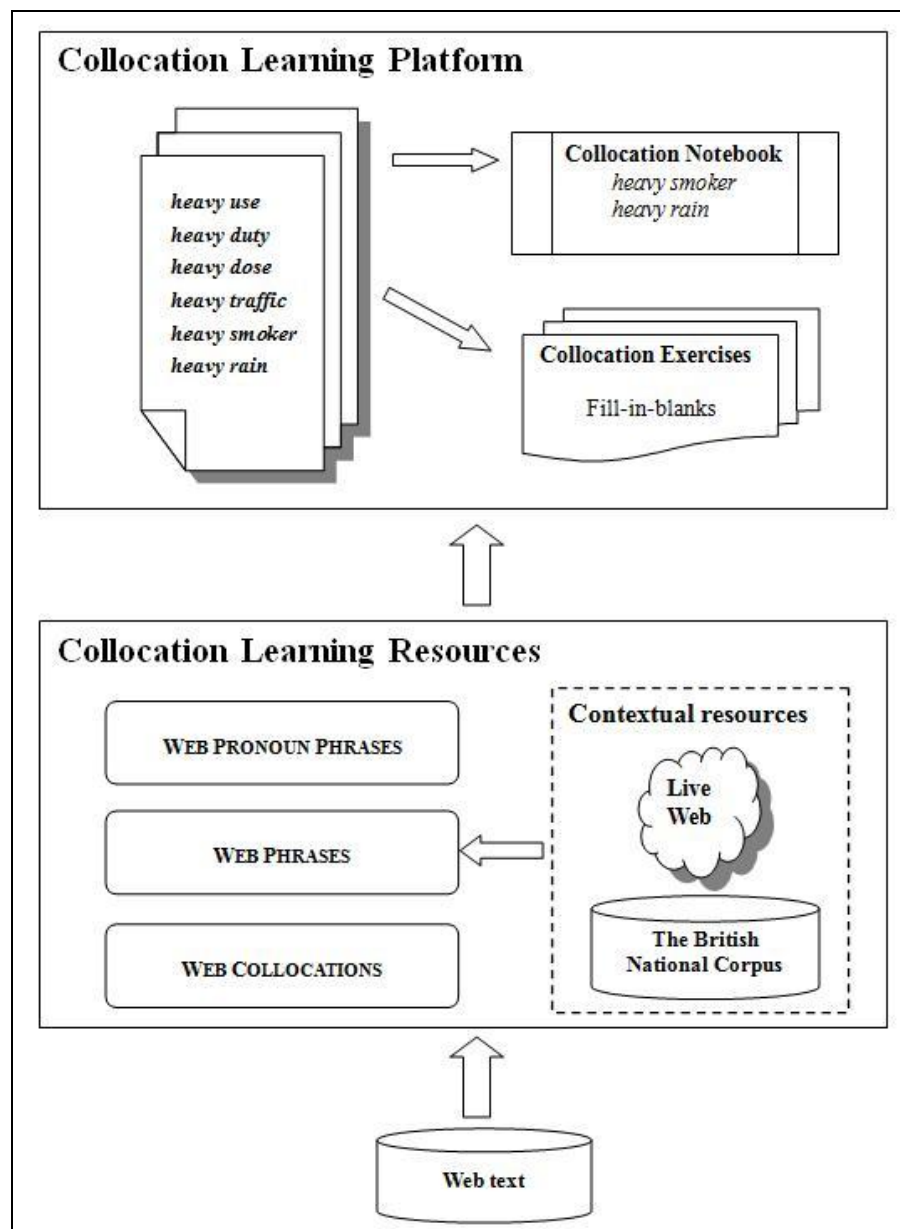 Collocation Learning Platform
heavy use
heavy duty
heavy dose
heavy traffic
heavy smoker
heavy rain
Collocation Notebook
heavy smoker
heavy rain
Collocation Exercises
Fill-in-blanks
Collocation Learning Resources
WEB PRONOUN PHRASES
WEB PHRASES
WEB COLLOCATIONS
Contextual resources
Live
Web
The British
National Corpus
Web text